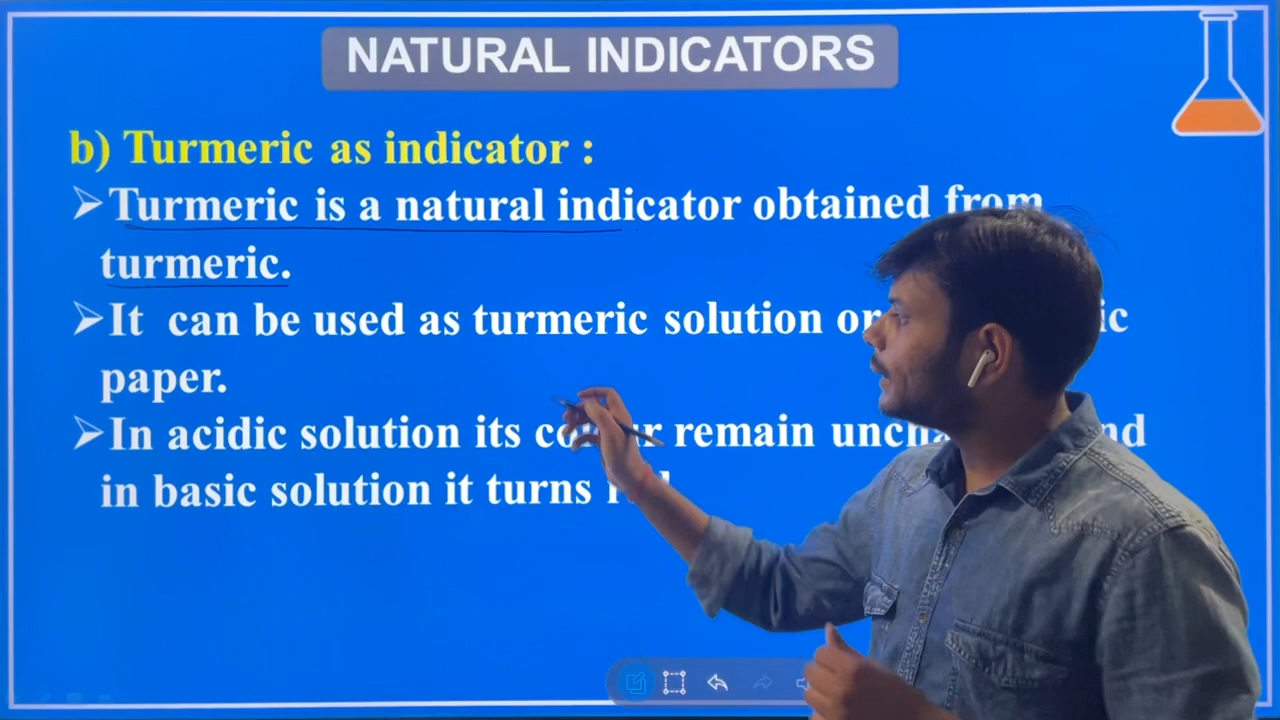 NATURAL INDICATORS
b) Turmeric as indicator :
➢Turmeric is a natural indicator obtained from
turmeric.
➢It can be used as turmeric solution or
paper.
➢In acidic solution its remain
in basic solution it turns